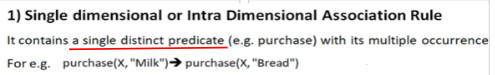 1) Single dimensional or Intra Dimensional Association Rule
It contains a single distinct predicate (e.g. purchase) with its multiple occurrence
For e.g. purchase(X, "Milk")➔ purchase(X, "Bread")